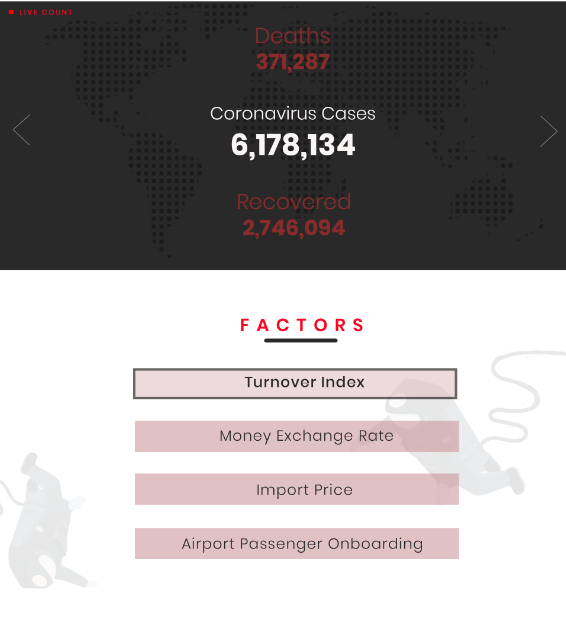 LIVE COUNT
Deaths
371,287
Coronavirus Cases
6,178,134
Recovered
2,746,094
FACTORS
Turnover Index
Money Exchange Rate
Import Price
Airport Passenger Onboarding